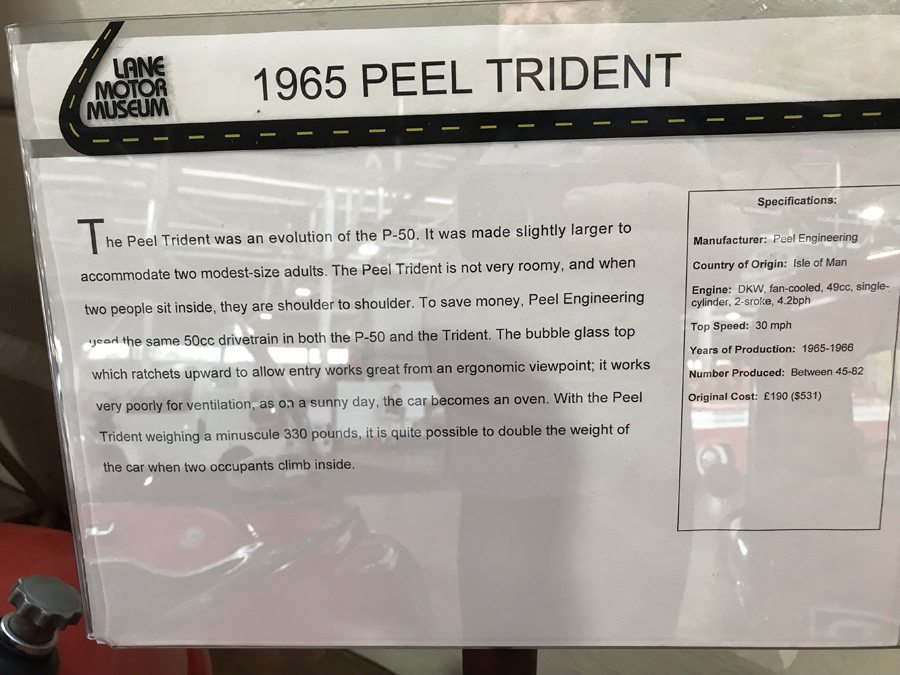 LANE
MOTOR
MUSEUM
1965 PEEL TRIDENT
The Peel Trident was an evolution of the P-50. It was made slightly larger to
accommodate two modest-size adults. The Peel Trident is not very roomy, and when
two people sit inside, they are shoulder to shoulder. To save money, Peel Engineering
used the same 50cc drivetrain in both the P-50 and the Trident. The bubble glass top
which ratchets upward to allow entry works great from an ergonomic viewpoint; it works
very poorly for ventilation, as on a sunny day, the car becomes an oven. With the Peel
Trident weighing a minuscule 330 pounds, it is quite possible to double the weight of
the car when two occupants climb inside.
Specifications:
Manufacturer: Peel Engineering
Country of Origin: Isle of Man
Engine: DKW, fan-cooled, 49cc, single-
cylinder, 2-sroke, 4.2bph
Top Speed: 30 mph
Years of Production: 1965-1966
Number Produced: Between 45-82
Original Cost: £190 ($531)